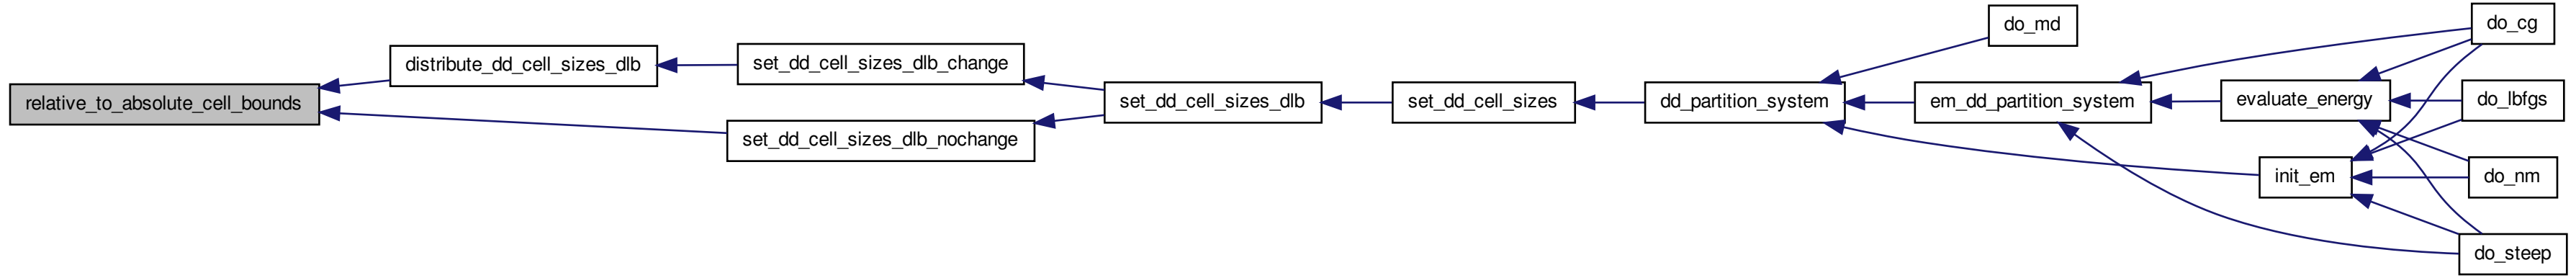 relative_to_absolute_cell_bounds
distribute_dd_cell_sizes_dlb
set_dd_cell_sizes_dlb_change
set_dd_cell_sizes_dlb_nochange
set_dd_cell_sizes_dlb
set_dd_cell_sizes
dd_partition_system
do_md
em_dd_partition_system
evaluate_energy
init_em
do_cg
do_lbfgs
do_nm
do_steep